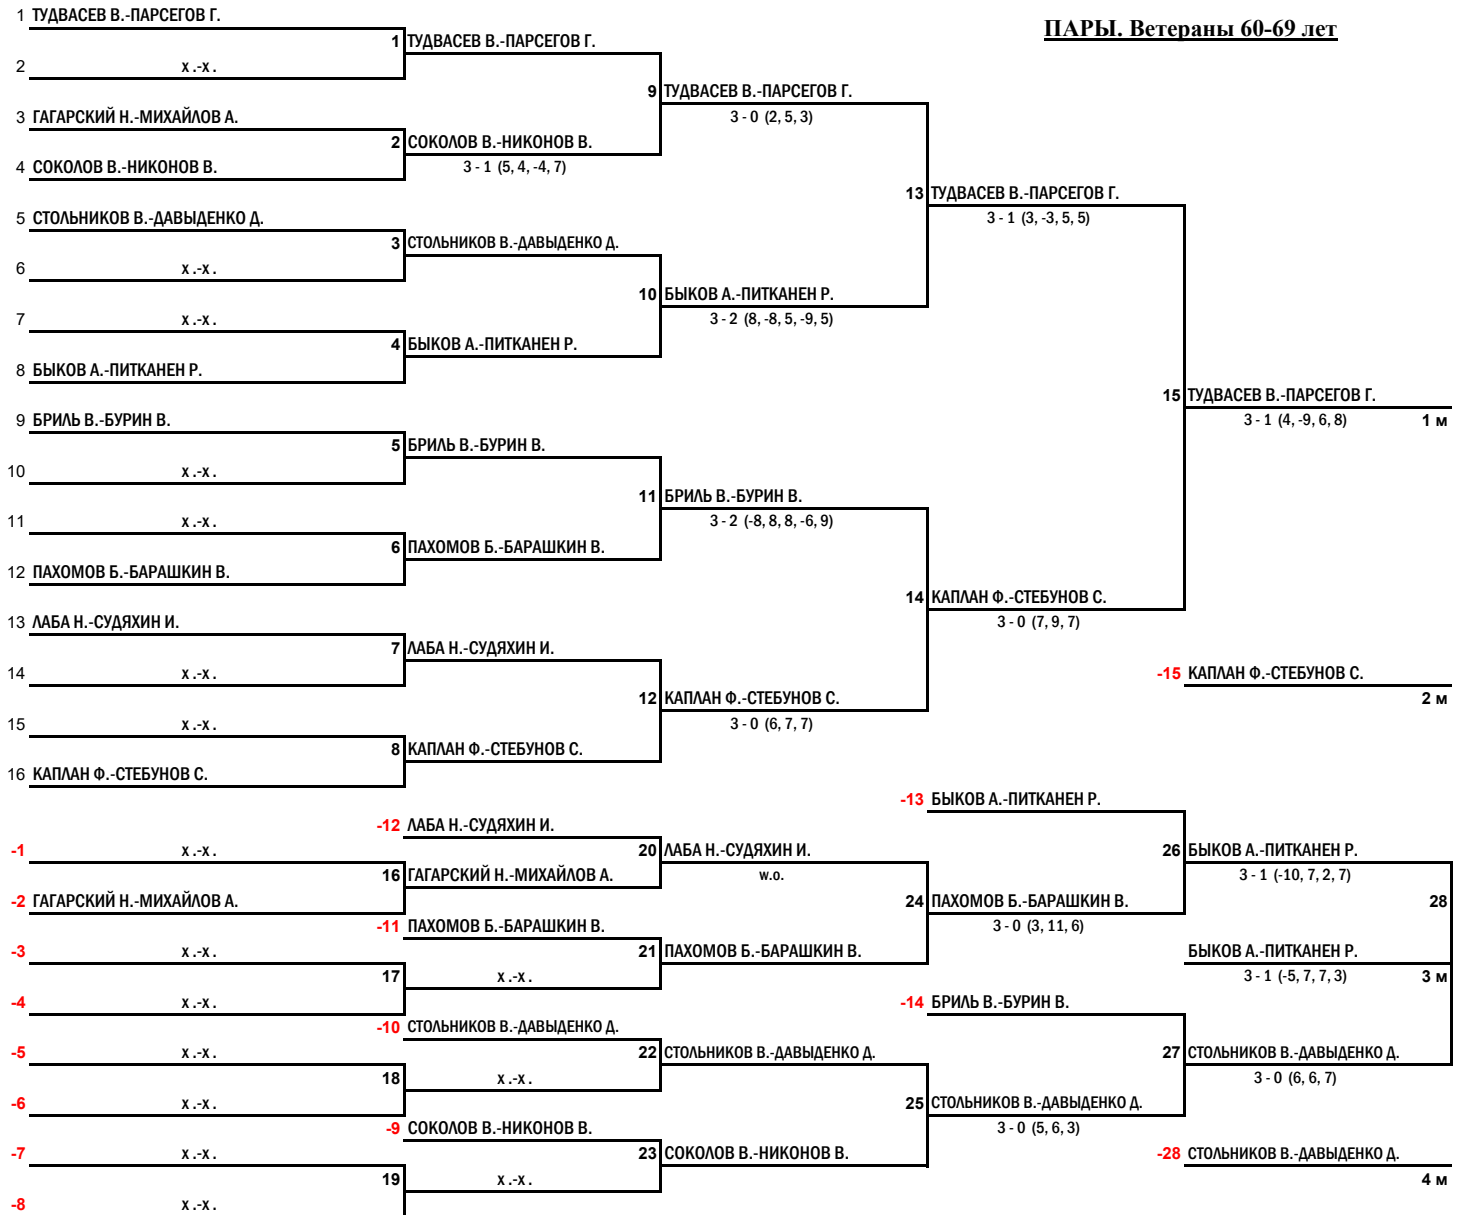 ПАРЫ. Ветераны 60-69 лет
1 ТУДВАСЕВ В.-ПАРСЕГОВ Г.
1 ТУДВАСЕВ В.-ПАРСЕГОВ Г.
2 х .-х .
9 ТУДВАСЕВ В.-ПАРСЕГОВ Г.
3 - 0 (2, 5, 3)
3 ГАГАРСКИЙ Н.-МИХАЙЛОВ А.
2 СОКОЛОВ В.-НИКОНОВ В.
3 - 1 (5, 4, -4, 7)
4 СОКОЛОВ В.-НИКОНОВ В.
13 ТУДВАСЕВ В.-ПАРСЕГОВ Г.
3 - 1 (3, -3, 5, 5)
5 СТОЛЬНИКОВ В.-ДАВЫДЕНКО Д.
3 СТОЛЬНИКОВ В.-ДАВЫДЕНКО Д.
6 х .-х .
10 БЫКОВ А.-ПИТКАНЕН Р.
3 - 2 (8, -8, 5, -9, 5)
7 х .-х .
4 БЫКОВ А.-ПИТКАНЕН Р.
8 БЫКОВ А.-ПИТКАНЕН Р.
15 ТУДВАСЕВ В.-ПАРСЕГОВ Г.
3 - 1 (4, -9, 6, 8) 1 м
9 БРИЛЬ В.-БУРИН В.
5 БРИЛЬ В.-БУРИН В.
10 х .-х .
11 БРИЛЬ В.-БУРИН В.
3 - 2 (-8, 8, 8, -6, 9)
11 х .-х .
6 ПАХОМОВ Б.-БАРАШКИН В.
12 ПАХОМОВ Б.-БАРАШКИН В.
14 КАПЛАН Ф.-СТЕБУНОВ С.
3 - 0 (7, 9, 7)
13 ЛАБА Н.-СУДЯХИН И.
7 ЛАБА Н.-СУДЯХИН И.
14 х .-х .
-15 КАПЛАН Ф.-СТЕБУНОВ С.
2 м
12 КАПЛАН Ф.-СТЕБУНОВ С.
3 - 0 (6, 7, 7)
15 х .-х .
8 КАПЛАН Ф.-СТЕБУНОВ С.
16 КАПЛАН Ф.-СТЕБУНОВ С.
-13 БЫКОВ А.-ПИТКАНЕН Р.
-12 ЛАБА Н.-СУДЯХИН И.
-1 х .-х .
20 ЛАБА Н.-СУДЯХИН И.
w.o.
26 БЫКОВ А.-ПИТКАНЕН Р.
3 - 1 (-10, 7, 2, 7)
16 ГАГАРСКИЙ Н.-МИХАЙЛОВ А.
-2 ГАГАРСКИЙ Н.-МИХАЙЛОВ А.
24 ПАХОМОВ Б.-БАРАШКИН В.
3 - 0 (3, 11, 6)
28
-11 ПАХОМОВ Б.-БАРАШКИН В.
-3 х .-х .
21 ПАХОМОВ Б.-БАРАШКИН В.
БЫКОВ А.-ПИТКАНЕН Р.
3 - 1 (-5, 7, 7, 3) 3 м
17 х .-х .
-4 х .-х .
-14 БРИЛЬ В.-БУРИН В.
-10 СТОЛЬНИКОВ В.-ДАВЫДЕНКО Д.
-5 х .-х .
22 СТОЛЬНИКОВ В.-ДАВЫДЕНКО Д.
27 СТОЛЬНИКОВ В.-ДАВЫДЕНКО Д.
3 - 0 (6, 6, 7)
18 х .-х .
-6 х .-х .
25 СТОЛЬНИКОВ В.-ДАВЫДЕНКО Д.
3 - 0 (5, 6, 3)
-9 СОКОЛОВ В.-НИКОНОВ В.
-7 х .-х .
23 СОКОЛОВ В.-НИКОНОВ В.
-28 СТОЛЬНИКОВ В.-ДАВЫДЕНКО Д.
4 м
19 х .-х .
-8 х .-х .